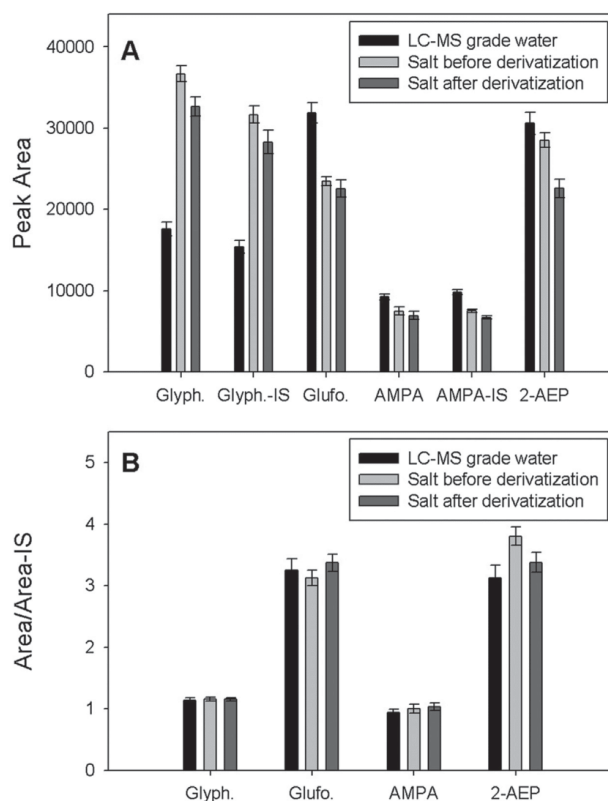 A
LC-MS grade water
Salt before derivatization
Salt after derivatization
Peak Area
40000
30000
20000
10000
0
Glyph. Glyph.-IS Glufo. AMPA AMPA-IS 2-AEP
B
LC-MS grade water
Salt before derivatization
Salt after derivatization
Area/Area-IS
5
4
3
2
1
0
Glyph. Glufo. AMPA 2-AEP